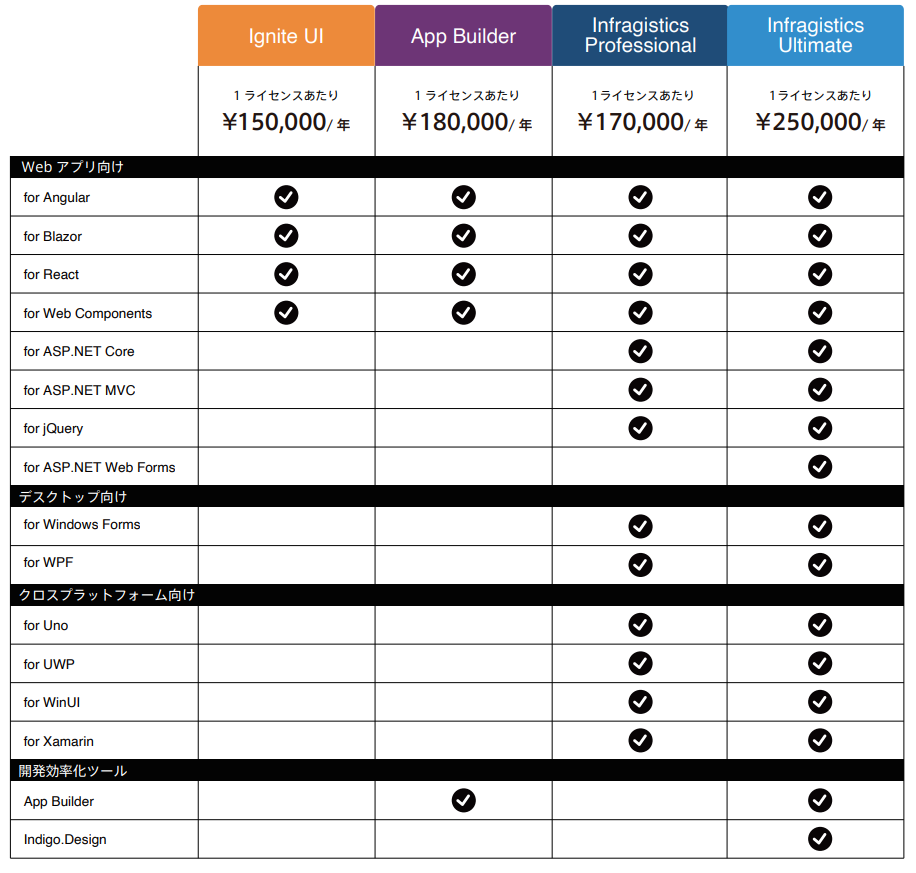 Ignite UI
App Builder
Infragistics
Professional
Infragistics
Ultimate
1 ライセンスあたり
¥150,000/ 年
1 ライセンスあたり
¥180,000/ 年
1ライセンスあたり
¥170,000/ 年
1ライセンスあたり
¥250,000/ 年
Web アプリ向け
for Angular
for Blazor
for React
for Web Components
for ASP.NET Core
for ASP.NET MVC
for jQuery
for ASP.NET Web Forms
デスクトップ向け
for Windows Forms
for WPF
クロスプラットフォーム向け
for Uno
for UWP
for WinUI
for Xamarin
開発効率化ツール
App Builder
Indigo.Design